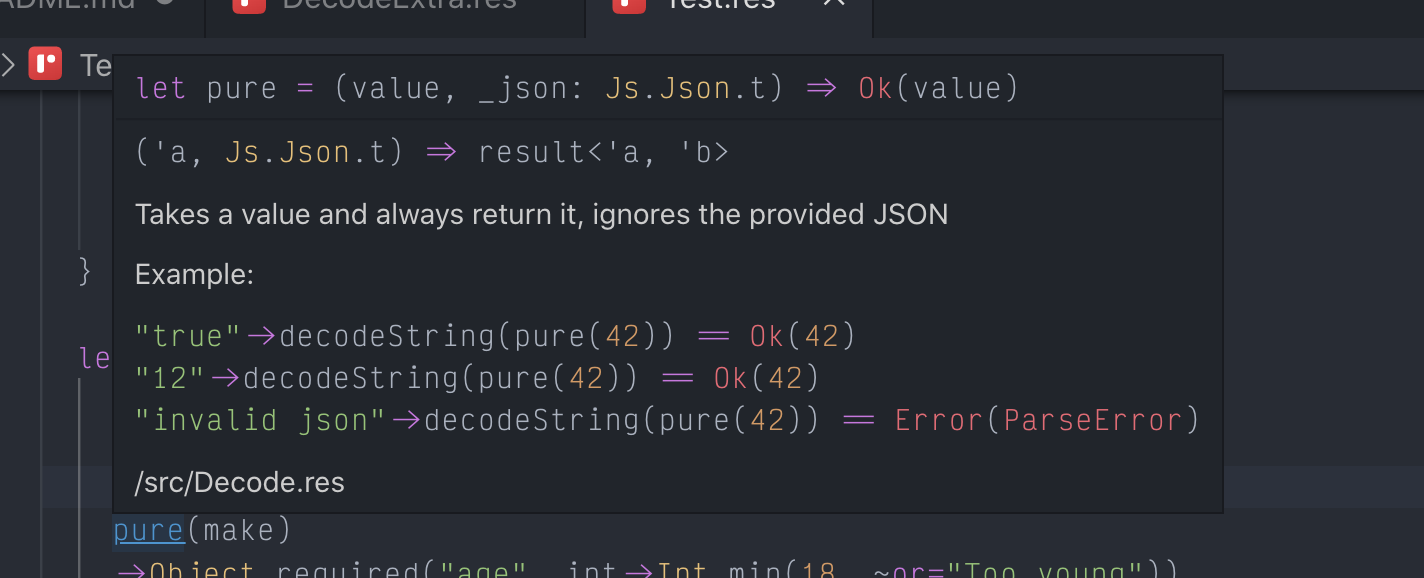 ADME.md DecodeExtra.res Test.res
Te
let pure = (value, _json: Js.Json.t) => Ok(value)
('a, Js.Json.t) => result<'a, 'b>
Takes a value and always return it, ignores the provided JSON
Example:
}
"true"->decodeString(pure(42)) == Ok(42)
le
"12"->decodeString(pure(42)) == Ok(42)
"invalid json"->decodeString(pure(42)) == Error(ParseError)
/src/Decode.res
pure(make)
->Object.required("age", int->Int.min(18, ~or="Too young"))